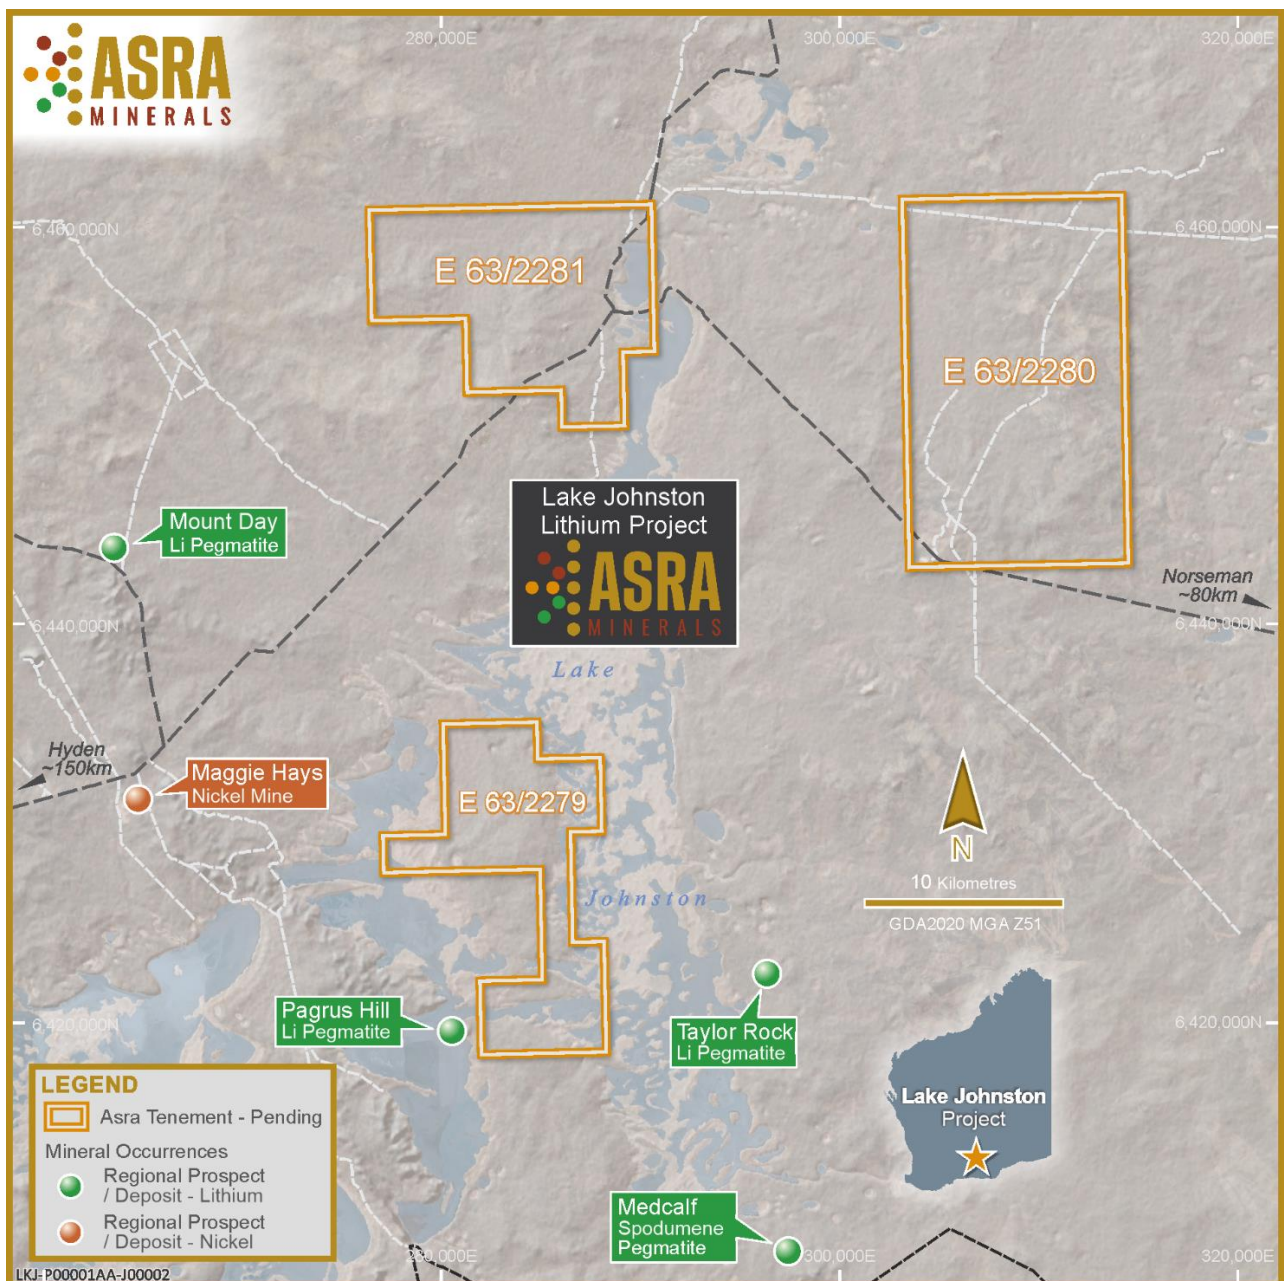 ASRA
MINERALS
280,000E
300,000E
320,000E
6,460,000N
6,460,000N
E 63/2281
E 63/2280
Lake Johnston
Lithium Project
ASRA
MINERALS
Mount Day
Li Pegmatite
Norseman
~80km
6,440,000N
6,440,000N
Lake
Hyden
~150km
Maggie Hays
Nickel Mine
E 63/2279
N
10 Kilometres
GDA2020 MGA Z51
Johnston
Pagrus Hill
Li Pegmatite
Taylor Rock
Li Pegmatite
6,420,000N
6,420,000N
Lake Johnston
Project
LEGEND
Asra Tenement - Pending
Mineral Occurrences
Regional Prospect
/ Deposit - Lithium
Regional Prospect
/ Deposit - Nickel
Medcalf
Spodumene
Pegmatite
280,000E
300,000E
320,000E
LKJ-P00001AA-J00002